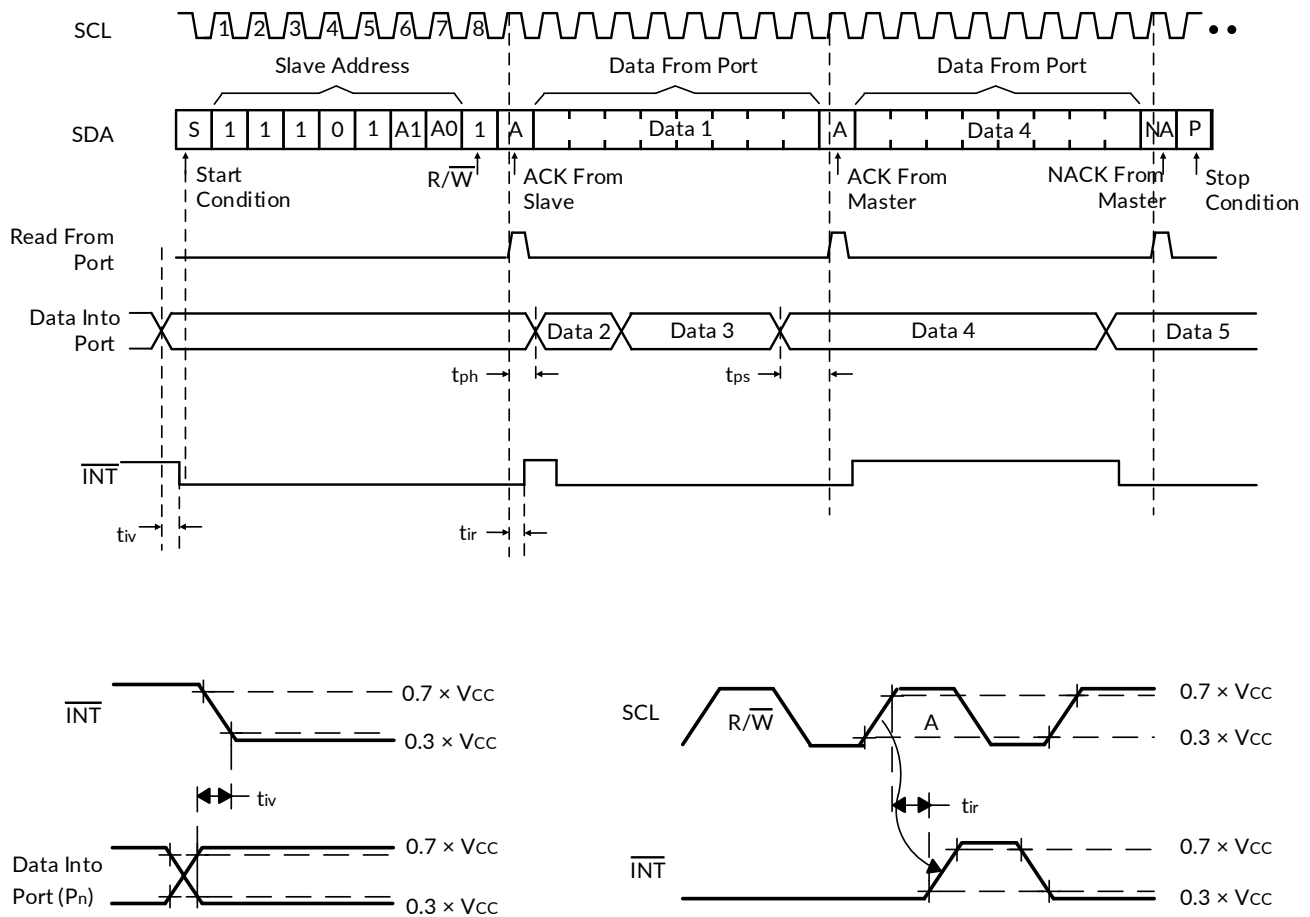 SCL 1 2 3 4 5 6 7 8
Slave Address Data From Port Data From Port
SDA S 1 1 1 0 1 A1 A0 1 A Data 1 A Data 4 NA P
Start Condition
R/W
ACK From Slave
ACK From Master
NACK From Master
Stop Condition
Read From Port
Data Into Port Data 2 Data 3 Data 4 Data 5
tph tps
INT
tiv tir
INT
0.7 × VCC
0.3 × VCC
tiv
Data Into Port (Pn)
0.7 × VCC
0.3 × VCC
SCL R/W A
0.7 × VCC
0.3 × VCC
tir
INT
0.7 × VCC
0.3 × VCC